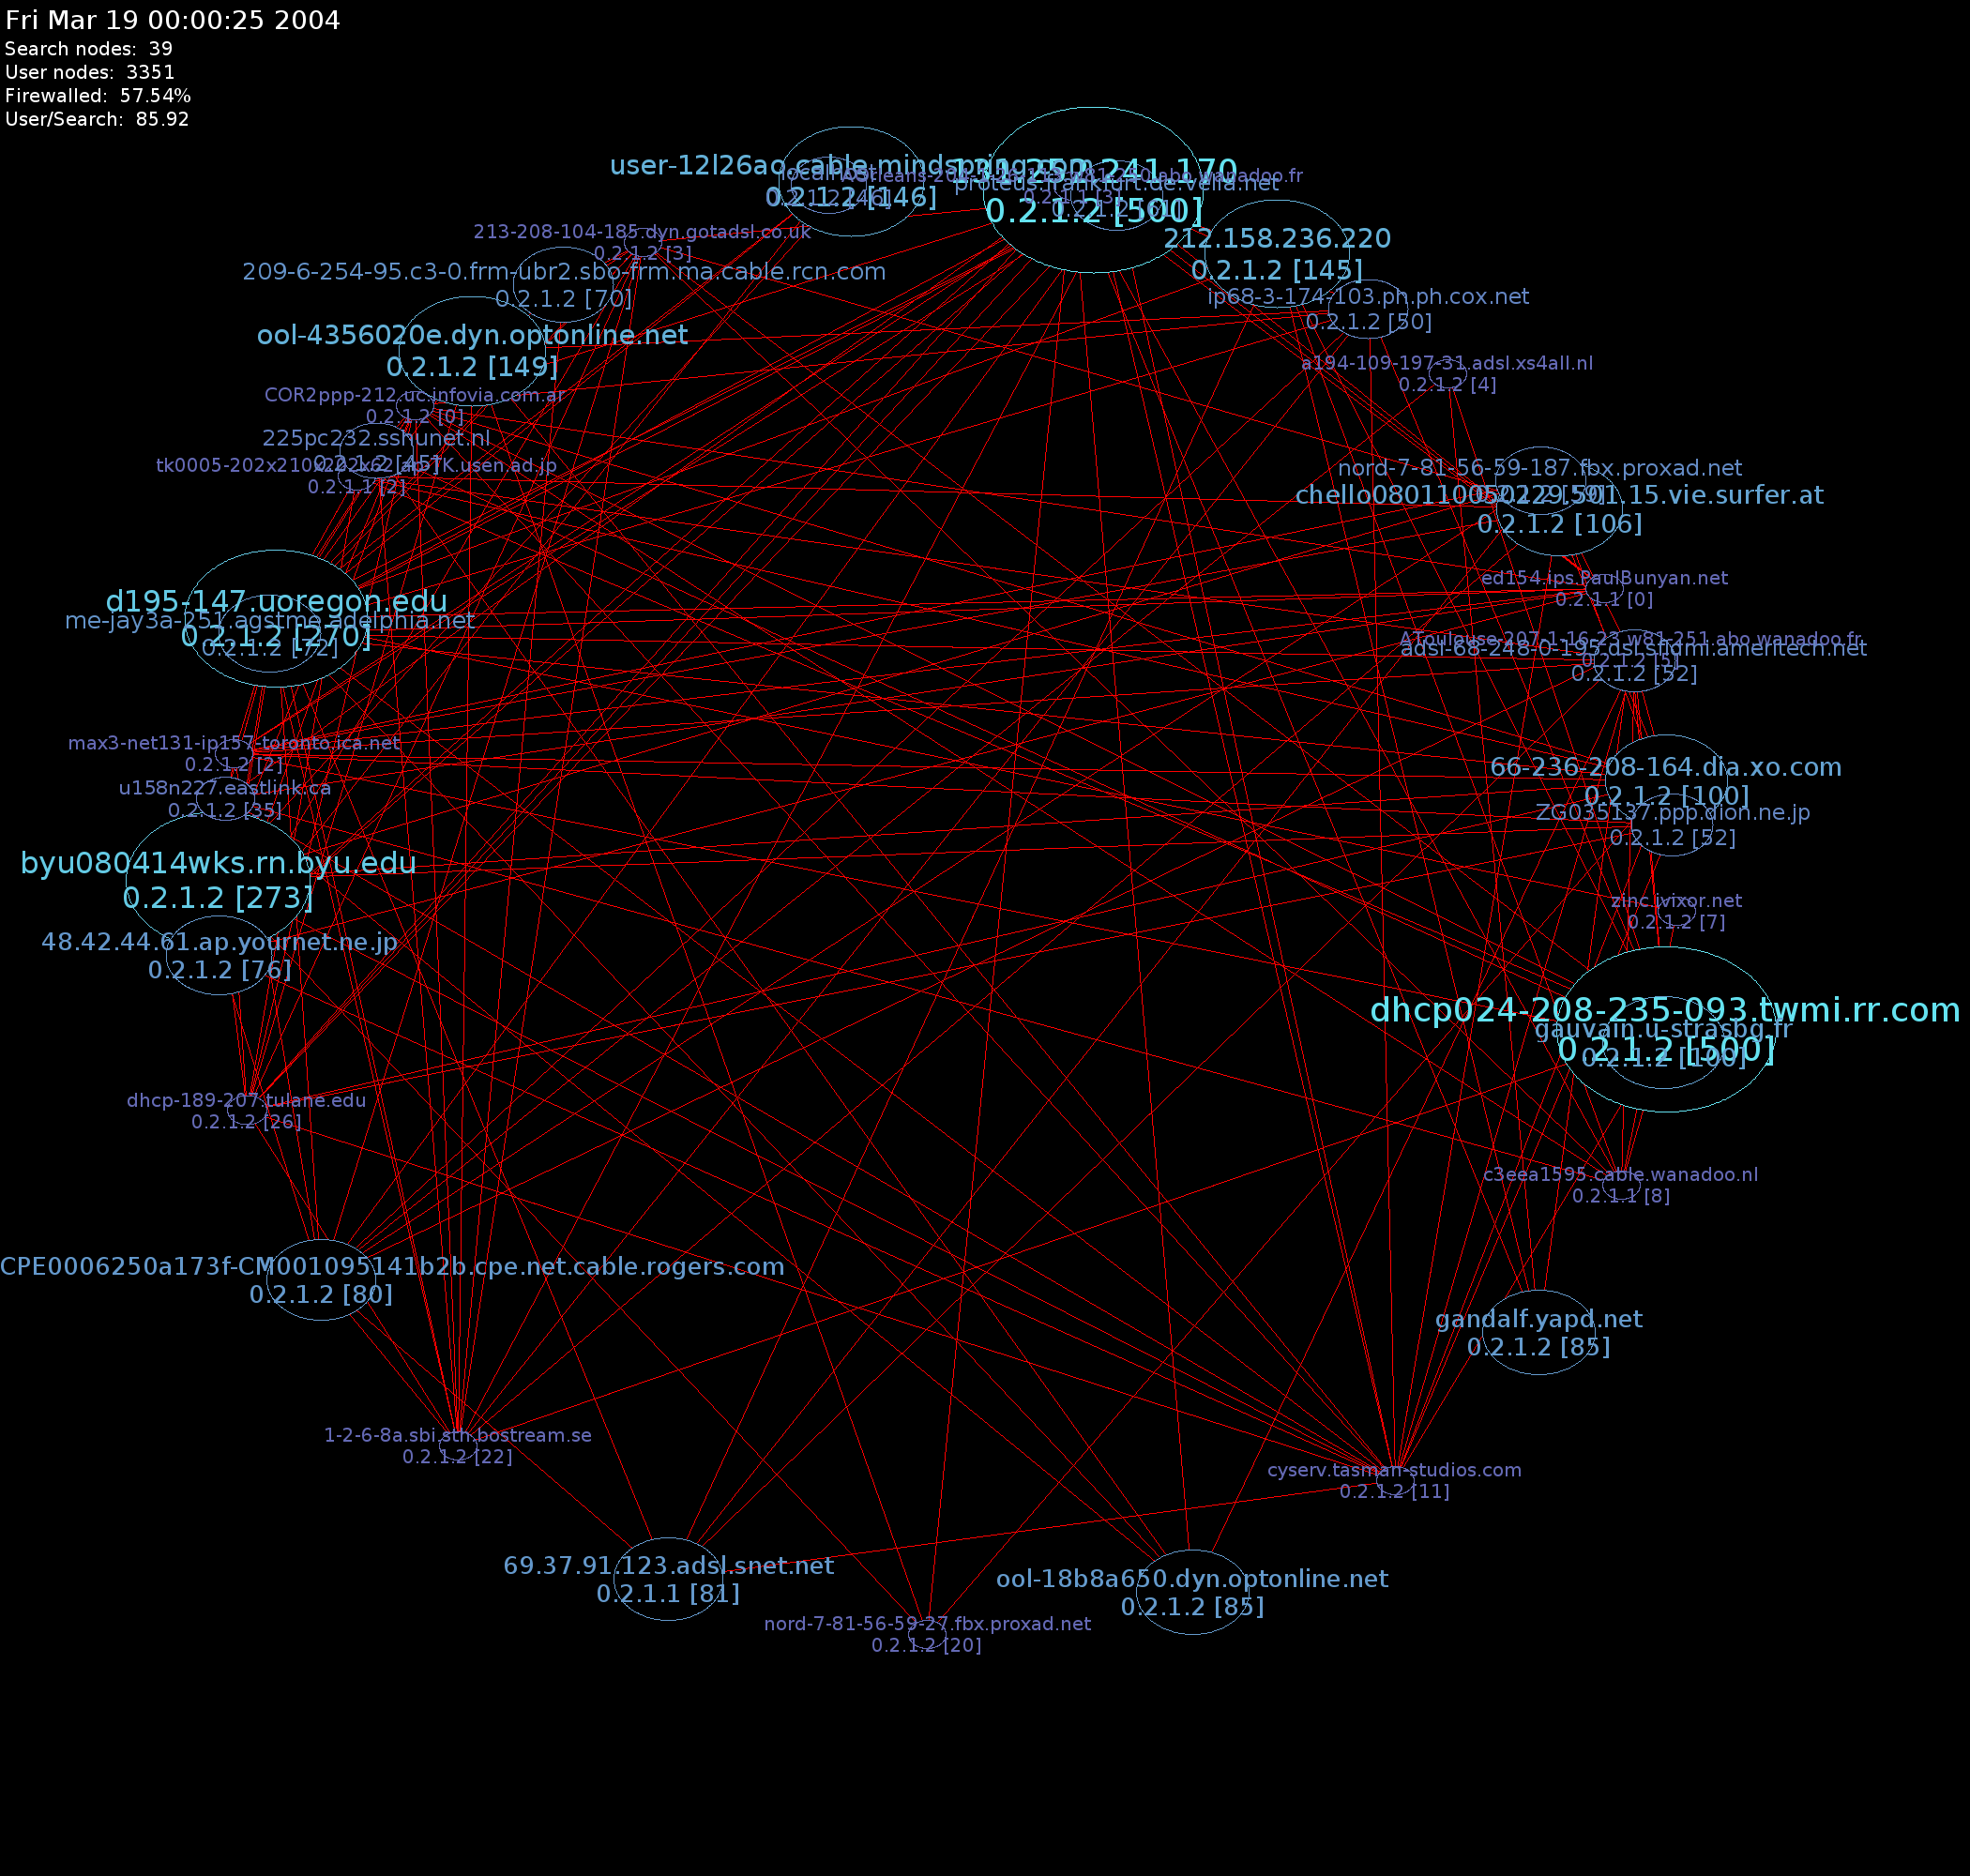 Fri Mar 19 00:00:25 2004
Search nodes: 39
User nodes: 3351
Firewalled: 57.54%
User/Search: 85.92
user-12l26ao.cable.mindspring.com
0.2.1.2 [146]
131.252.241.170
0.2.1.2 [500]
proteus.frankfurt.de.velia.net
213-208-104-185.dyn.gotadsl.co.uk
0.2.1.2 [3]
212.158.236.220
0.2.1.2 [145]
209-6-254-95.c3-0.frm-ubr2.sbo-frm.ma.cable.rcn.com
0.2.1.2 [70]
ip68-3-174-103.ph.ph.cox.net
0.2.1.2 [50]
ool-4356020e.dyn.optonline.net
0.2.1.2 [149]
a194-109-197-31.adsl.xs4all.nl
0.2.1.2 [4]
COR2ppp-212.uc.infovia.com.ar
0.2.1.2 [0]
225pc232.sshunet.nl
0.2.1.2 [45]
tk0005-202x210x242x62.ap-TK.usen.ad.jp
0.2.1.1 [2]
nord-7-81-56-59-187.fbx.proxad.net
chello080110050229.501.15.vie.surfer.at
0.2.1.2 [106]
ed154.ips.PaulBunyan.net
0.2.1.1 [0]
d195-147.uoregon.edu
0.2.1.2 [270]
me-jay3a-251.agstme.adelphia.net
0.2.1.2 [72]
AToulouse-207-1-16-23.w81-251.abo.wanadoo.fr
adsl-68-248-0-195.dsl.sfldmi.ameritech.net
0.2.1.2 [52]
max3-net131-ip157-toronto.ica.net
0.2.1.2 [2]
66-236-208-164.dia.xo.com
0.2.1.2 [100]
u158n227.eastlink.ca
0.2.1.2 [35]
ZG035137.ppp.dion.ne.jp
0.2.1.2 [52]
byu080414wks.rn.byu.edu
0.2.1.2 [273]
zinc.ivixor.net
0.2.1.2 [7]
48.42.44.61.ap.yournet.ne.jp
0.2.1.2 [76]
dhcp024-208-235-093.twmi.rr.com
0.2.1.2 [500]
gauvain.u-strasbg.fr
0.2.1.2 [100]
dhcp-189-207.tulane.edu
0.2.1.2 [26]
c3eea1595.cable.wanadoo.nl
0.2.1.1 [8]
CPE0006250a173f-CM001095141b2b.cpe.net.cable.rogers.com
0.2.1.2 [80]
gandalf.yapd.net
0.2.1.2 [85]
1-2-6-8a.sbi.sth.bostream.se
0.2.1.2 [22]
cyserv.tasman-studios.com
0.2.1.2 [11]
69.37.91.123.adsl.snet.net
0.2.1.1 [81]
ool-18b8a650.dyn.optonline.net
0.2.1.2 [85]
nord-7-81-56-59-27.fbx.proxad.net
0.2.1.2 [20]